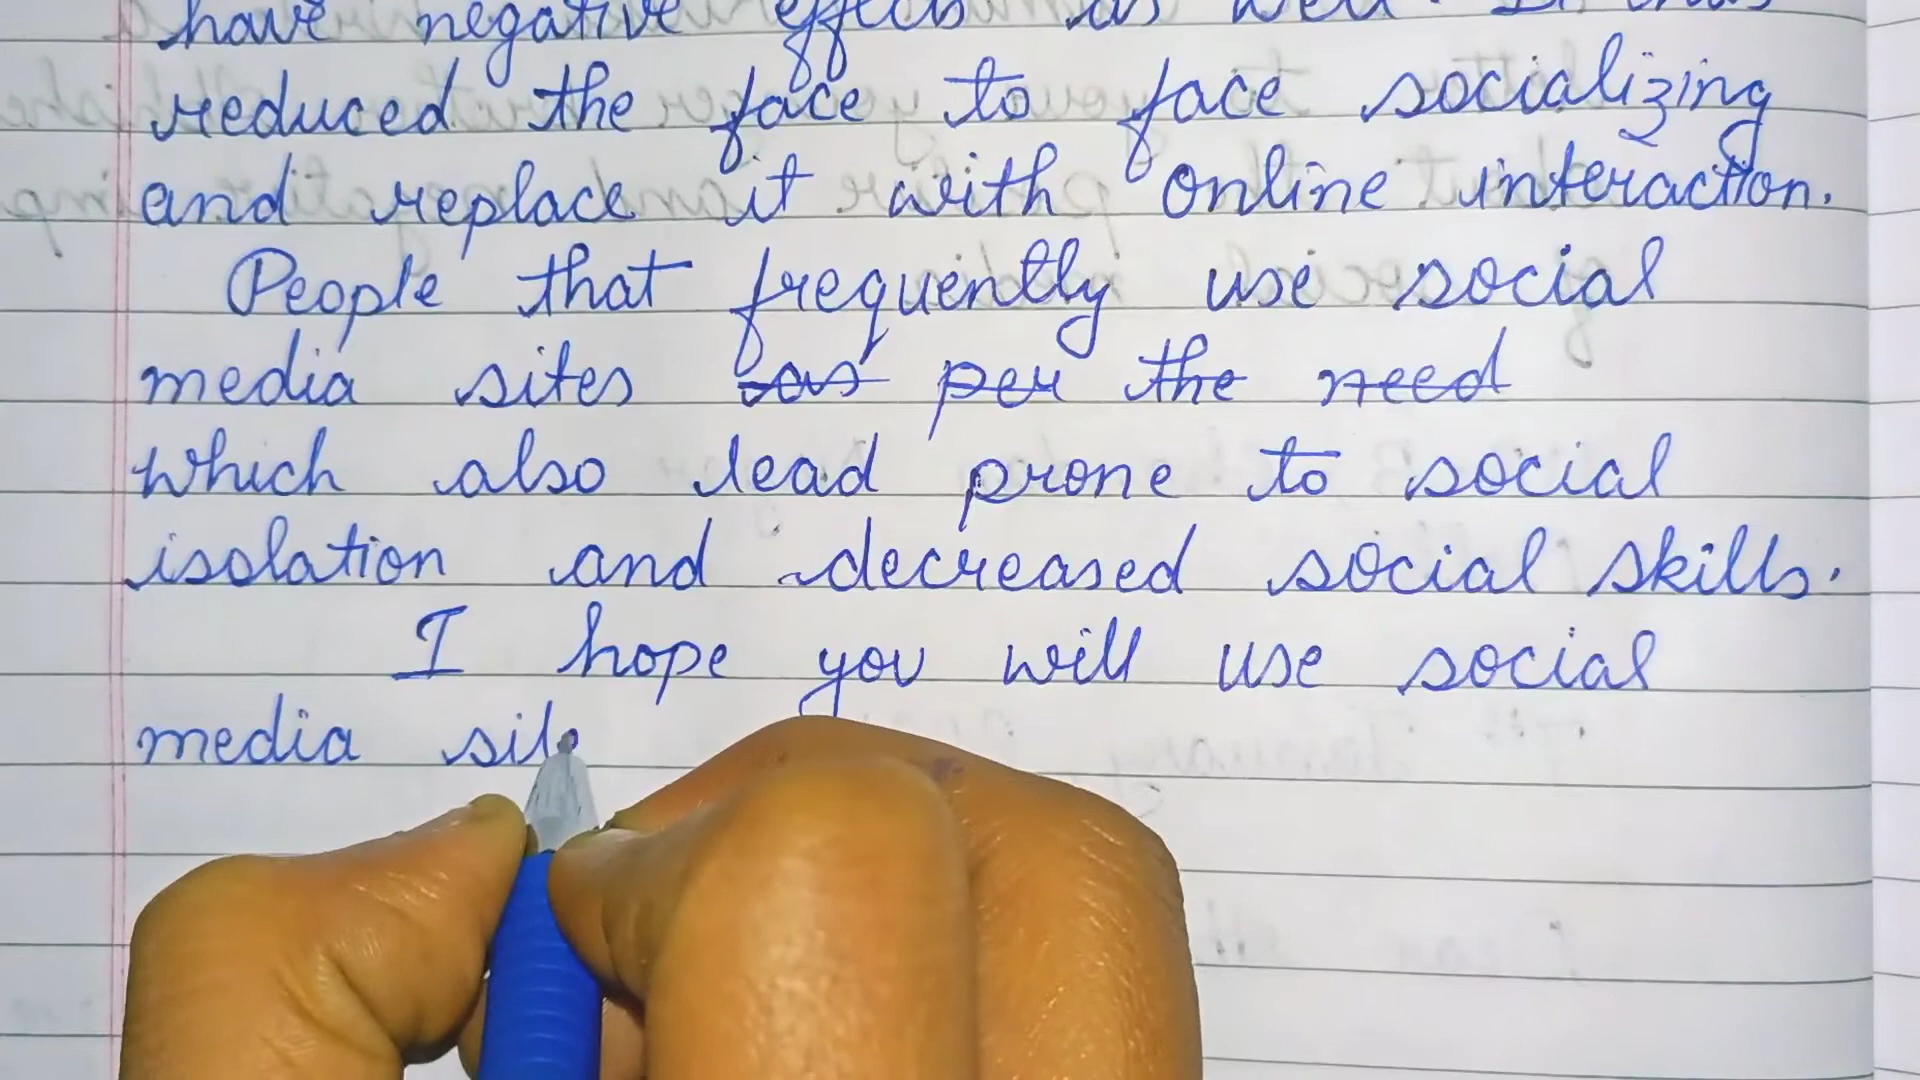 have negative effects as well. It has
reduced the face to face socializing
and replace it with online interaction.
People that frequently use social
media sites as per the need
which also lead prone to social
isolation and decreased social skills.
I hope you will use social
media